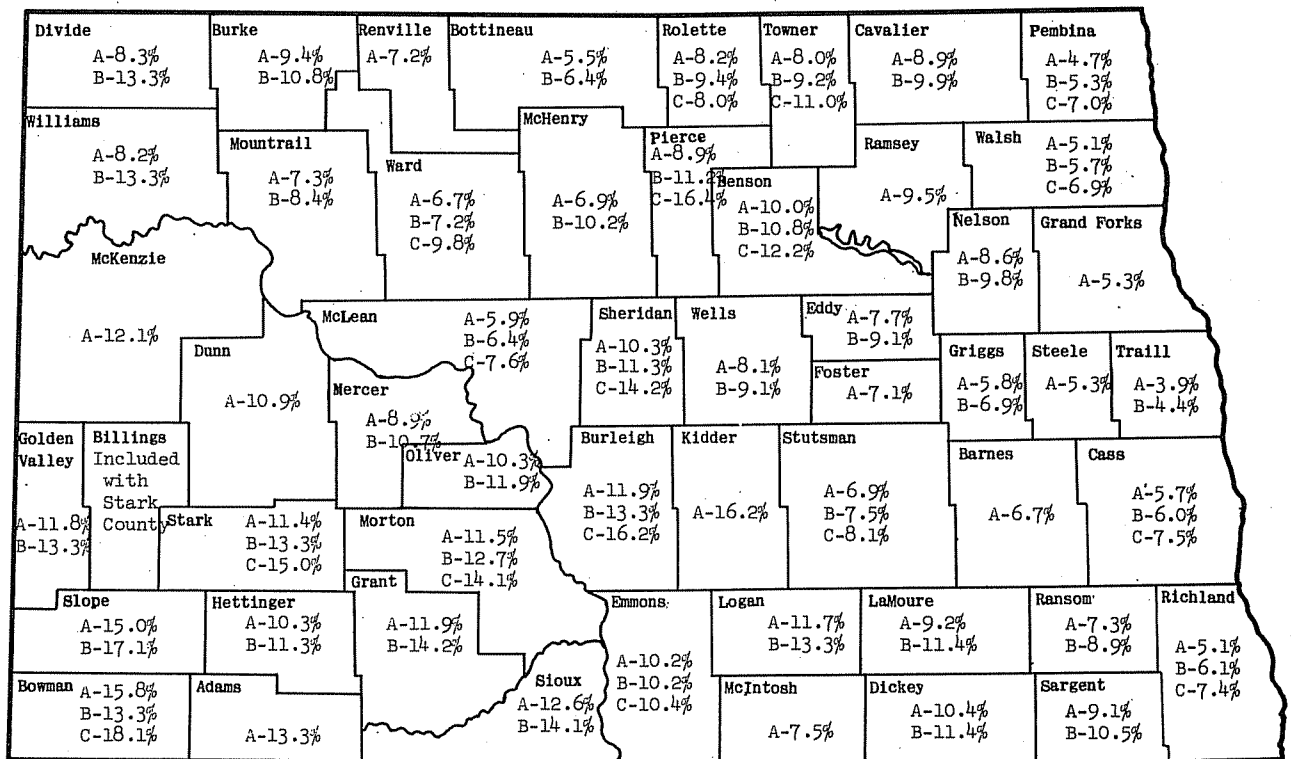 Divide
A-8.3%
B-13.3%
Burke
A-9.4%
B-10.8%
Renville
A-7.2%
Bottineau
A-5.5%
B-6.4%
Rolette
A-8.2%
B-9.4%
C-8.0%
Towner
A-8.0%
B-9.2%
C-11.0%
Cavalier
A-8.9%
B-9.9%
Pembina
A-4.7%
B-5.3%
C-7.0%
Williams
A-8.2%
B-13.3%
Mountrail
A-7.3%
B-8.4%
Ward
A-6.7%
B-7.2%
C-9.8%
McHenry
A-6.9%
B-10.2%
Pierce
A-8.9%
B-11.2%
C-16.4%
Benson
A-10.0%
B-10.8%
C-12.2%
Ramsey
A-9.5%
Walsh
A-5.1%
B-5.7%
C-6.9%
Nelson
A-8.6%
B-9.8%
Grand Forks
A-5.3%
McKenzie
A-12.1%
Dunn
A-10.9%
McLean
A-5.9%
B-6.4%
C-7.6%
Mercer
A-8.9%
B-10.7%
Oliver
A-10.3%
B-11.9%
Sheridan
A-10.3%
B-11.3%
C-14.2%
Wells
A-8.1%
B-9.1%
Eddy
A-7.7%
B-9.1%
Foster
A-7.1%
Griggs
A-5.8%
B-6.9%
Steele
A-5.3%
Traill
A-3.9%
B-4.4%
Golden
Valley
A-11.8%
B-13.3%
Billings
Included
with
Stark
County
Stark
A-11.4%
B-13.3%
C-15.0%
Morton
A-11.5%
B-12.7%
C-14.1%
Burleigh
A-11.9%
B-13.3%
C-16.2%
Kidder
A-16.2%
Stutsman
A-6.9%
B-7.5%
C-8.1%
Barnes
A-6.7%
Cass
A-5.7%
B-6.0%
C-7.5%
Slope
A-15.0%
B-17.1%
Hettinger
A-10.3%
B-11.3%
Grant
A-11.9%
B-14.2%
Emmons
A-10.2%
B-10.2%
C-10.4%
Logan
A-11.7%
B-13.3%
LaMoure
A-9.2%
B-11.4%
Ransom
A-7.3%
B-8.9%
Richland
A-5.1%
B-6.1%
C-7.4%
Bowman
A-15.8%
B-13.3%
C-18.1%
Adams
A-13.3%
Sioux
A-12.6%
B-14.1%
McIntosh
A-7.5%
Dickey
A-10.4%
B-11.4%
Sargent
A-9.1%
B-10.5%